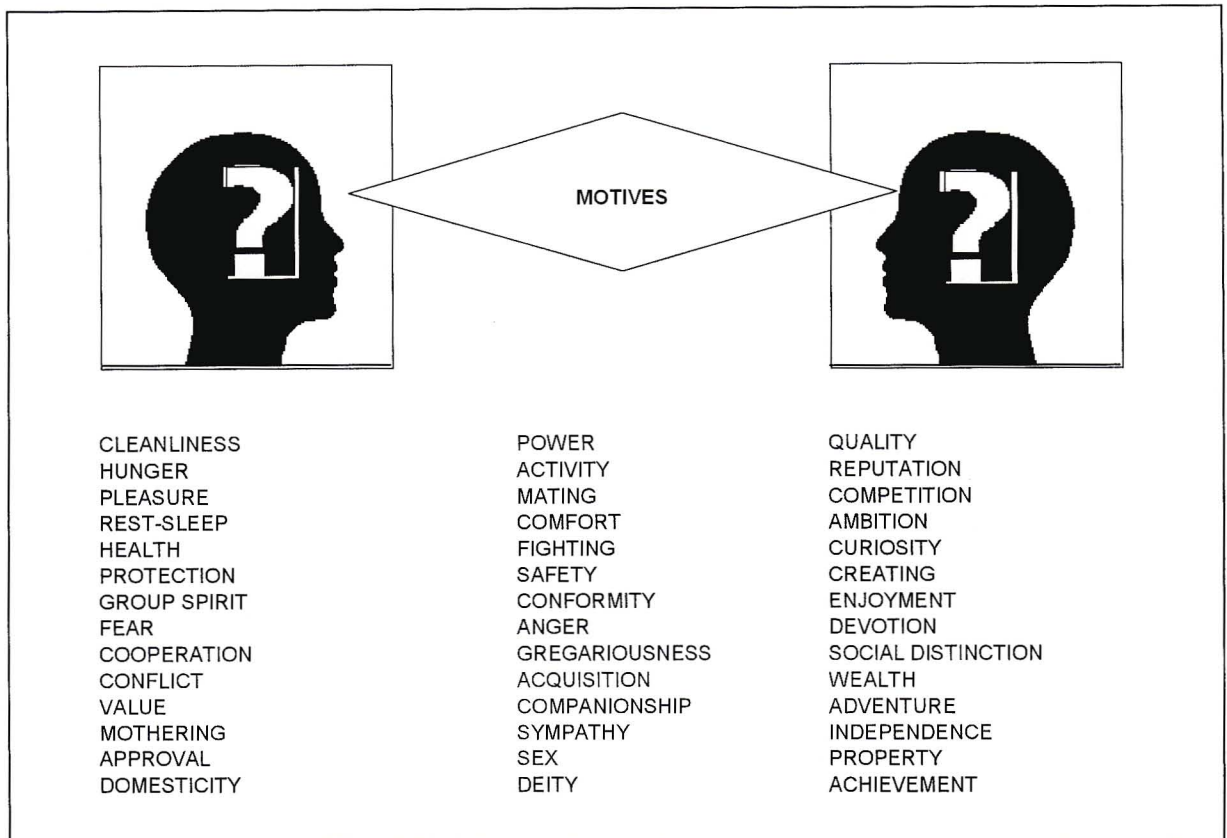 ? ?
MOTIVES
CLEANLINESS
HUNGER
PLEASURE
REST-SLEEP
HEALTH
PROTECTION
GROUP SPIRIT
FEAR
COOPERATION
CONFLICT
VALUE
MOTHERING
APPROVAL
DOMESTICITY
POWER
ACTIVITY
MATING
COMFORT
FIGHTING
SAFETY
CONFORMITY
ANGER
GREGARIOUSNESS
ACQUISITION
COMPANIONSHIP
SYMPATHY
SEX
DEITY
QUALITY
REPUTATION
COMPETITION
AMBITION
CURIOSITY
CREATING
ENJOYMENT
DEVOTION
SOCIAL DISTINCTION
WEALTH
ADVENTURE
INDEPENDENCE
PROPERTY
ACHIEVEMENT